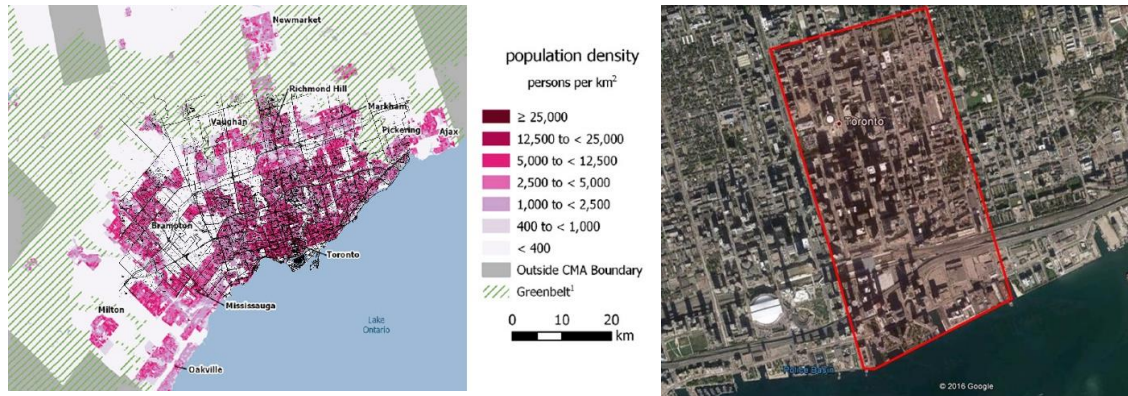 Newmarket
Richmond Hill
Markham
Vaughan
Pickering
Ajax
Brampton
Toronto
Mississauga
Milton
Lake
Ontario
Oakville
population density
persons per km²
≥ 25,000
12,500 to < 25,000
5,000 to < 12,500
2,500 to < 5,000
1,000 to < 2,500
400 to < 1,000
< 400
Outside CMA Boundary
Greenbelt¹
0 10 20
km
Toronto
Police Basin
© 2016 Google